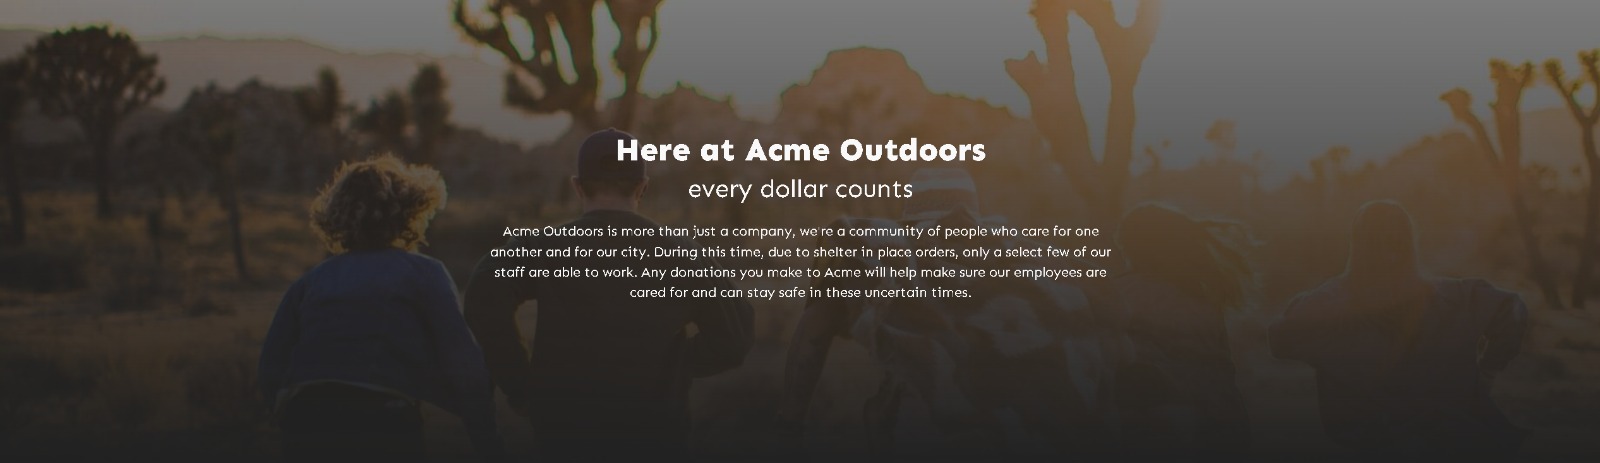 Here at Acme Outdoors
every dollar counts
Acme Outdoors is more than just a company, we're a community of people who care for one
another and for our city. During this time, due to shelter in place orders, only a select few of our
staff are able to work. Any donations you make to Acme will help make sure our employees are
cared for and can stay safe in these uncertain times.